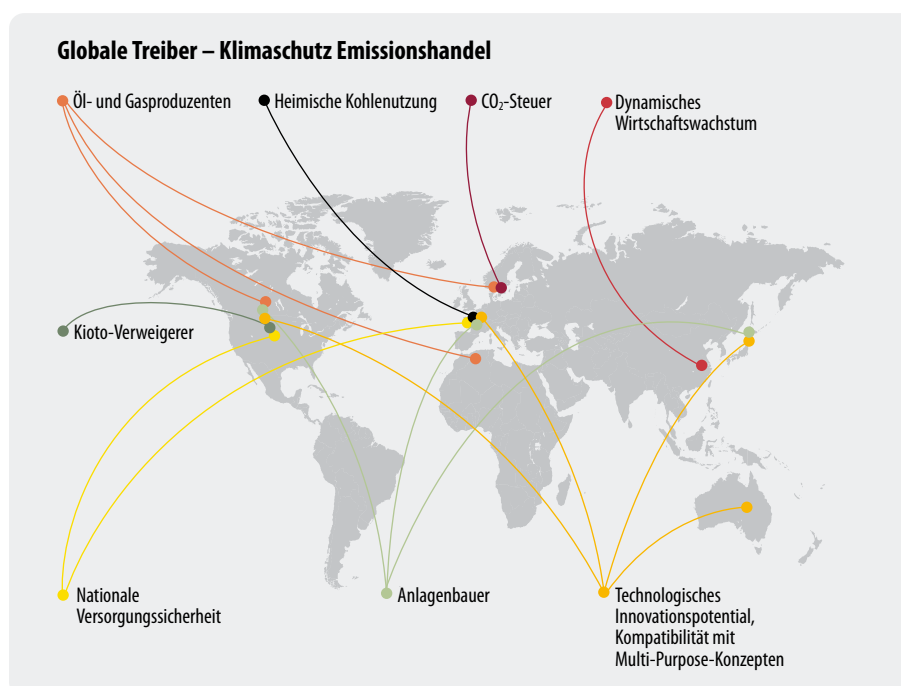 Globale Treiber – Klimaschutz Emissionshandel
Öl- und Gasproduzenten
Heimische Kohlenutzung
CO₂-Steuer
Dynamisches
Wirtschaftswachstum
Kioto-Verweigerer
Nationale
Versorgungssicherheit
Anlagenbauer
Technologisches
Innovationspotential,
Kompatibilität mit
Multi-Purpose-Konzepten